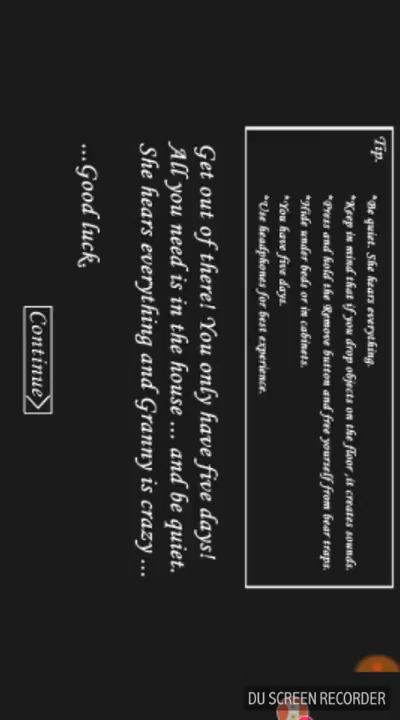 Tip.
*Be quiet. She hears everything.
*Keep in mind that if you drop objects on the floor ,it creates sounds.
*Press and hold the Remove button and free yourself from bear traps.
*Hide under beds or in cabinets.
*You have five days.
*Use headphones for best experience.
Get out of there! You only have five days!
All you need is in the house ... and be quiet.
She hears everything and Granny is crazy ...
...Good luck,
Continue
DU SCREEN RECORDER